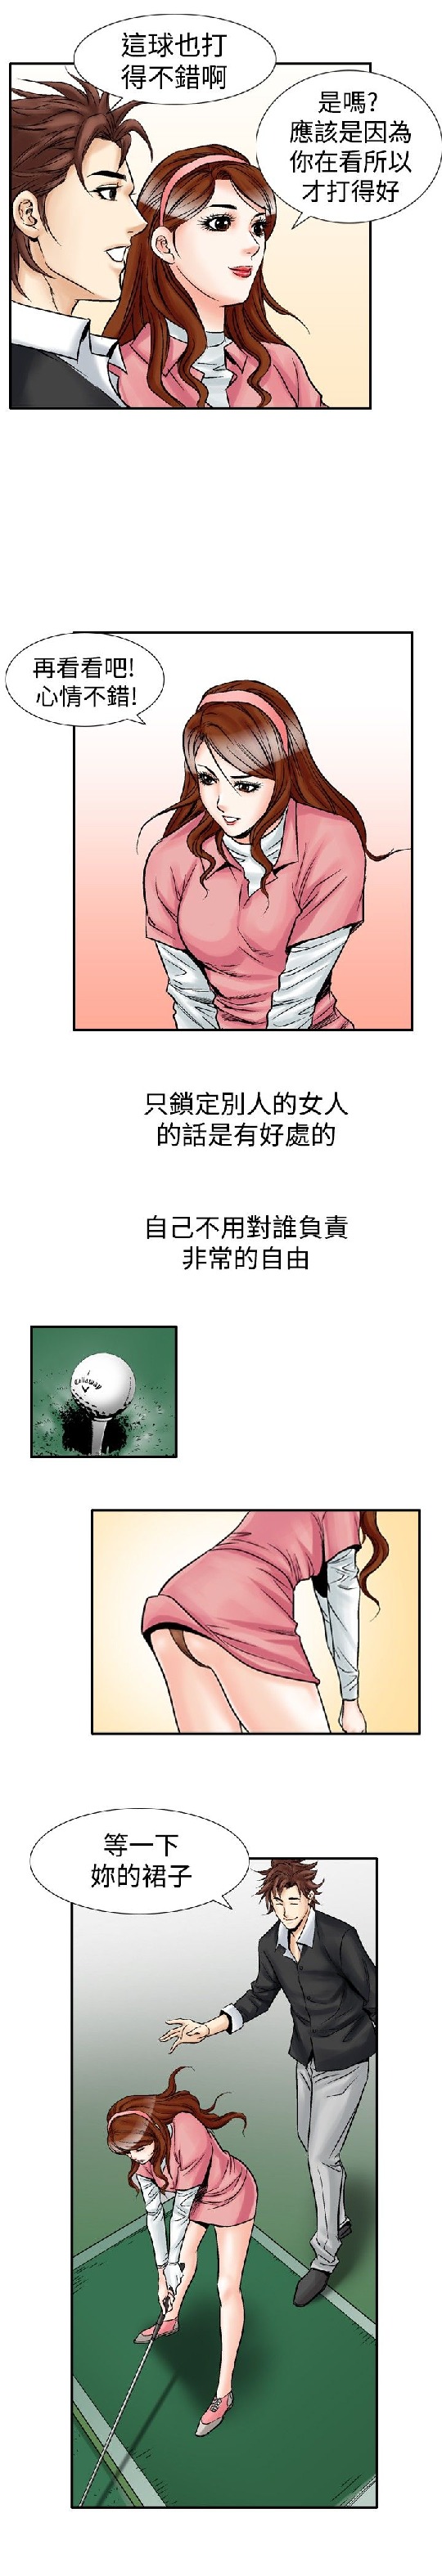 這球也打
得不錯啊
是嗎?
應該是因為
你在看所以
才打得好
再看看吧!
心情不錯!
只鎖定別人的女人
的話是有好處的
自己不用對誰負責
非常的自由
Callaway
等一下
妳的裙子